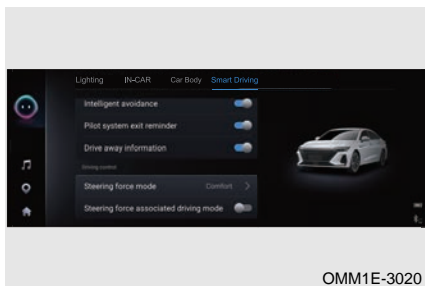 Lighting IN-CAR Car Body Smart Driving
Intelligent avoidance
Pilot system exit reminder
Drive away information
Driving control
Steering force mode Comfort >
Steering force associated driving mode
OMM1E-3020